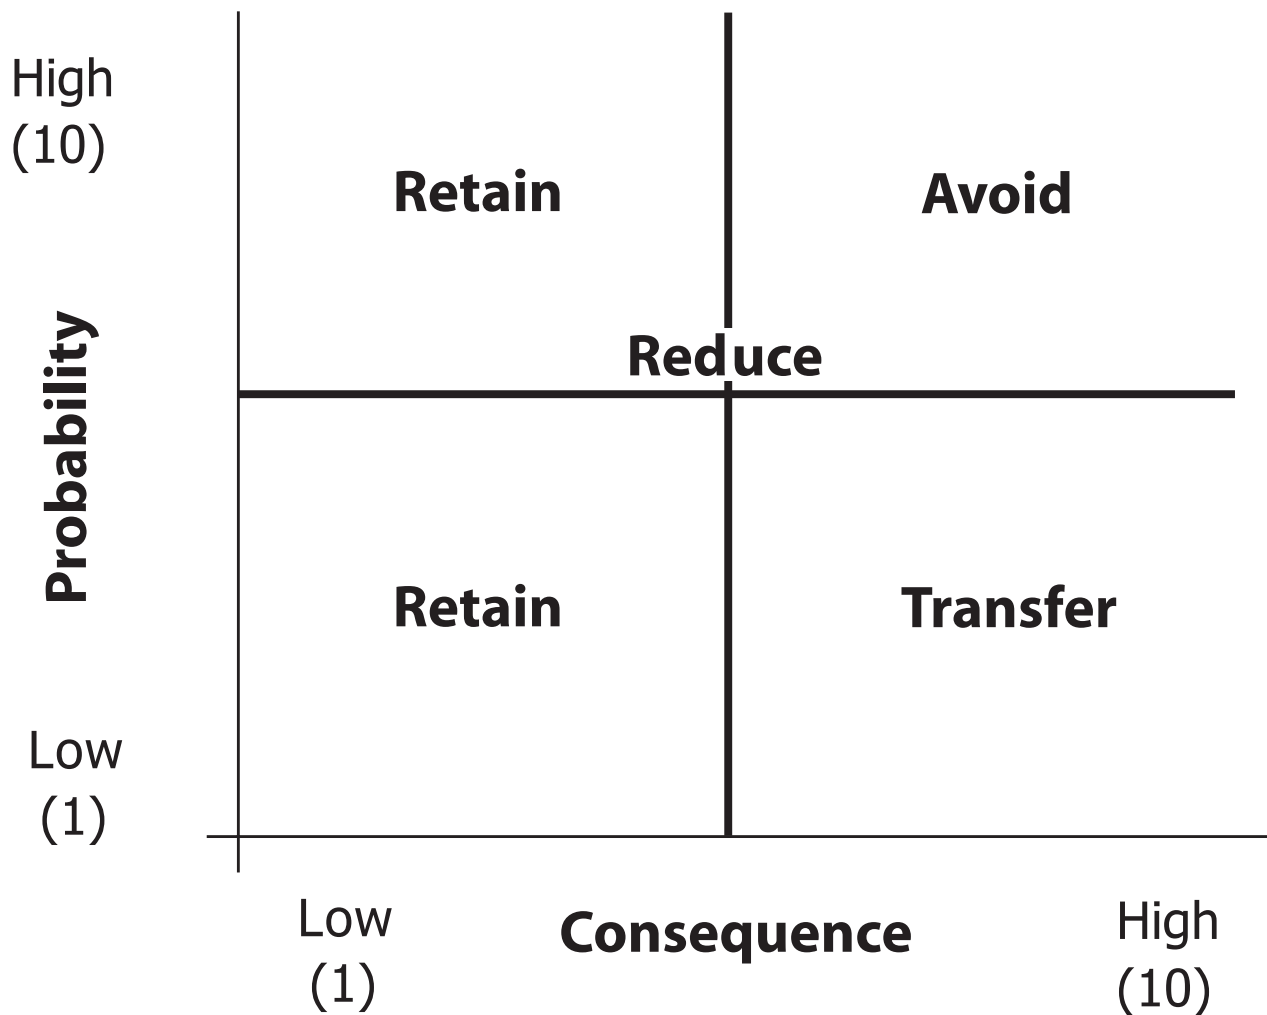 High
(10)
Retain
Avoid
Reduce
Probability
Retain
Transfer
Low
(1)
Low
(1)
Consequence
High
(10)